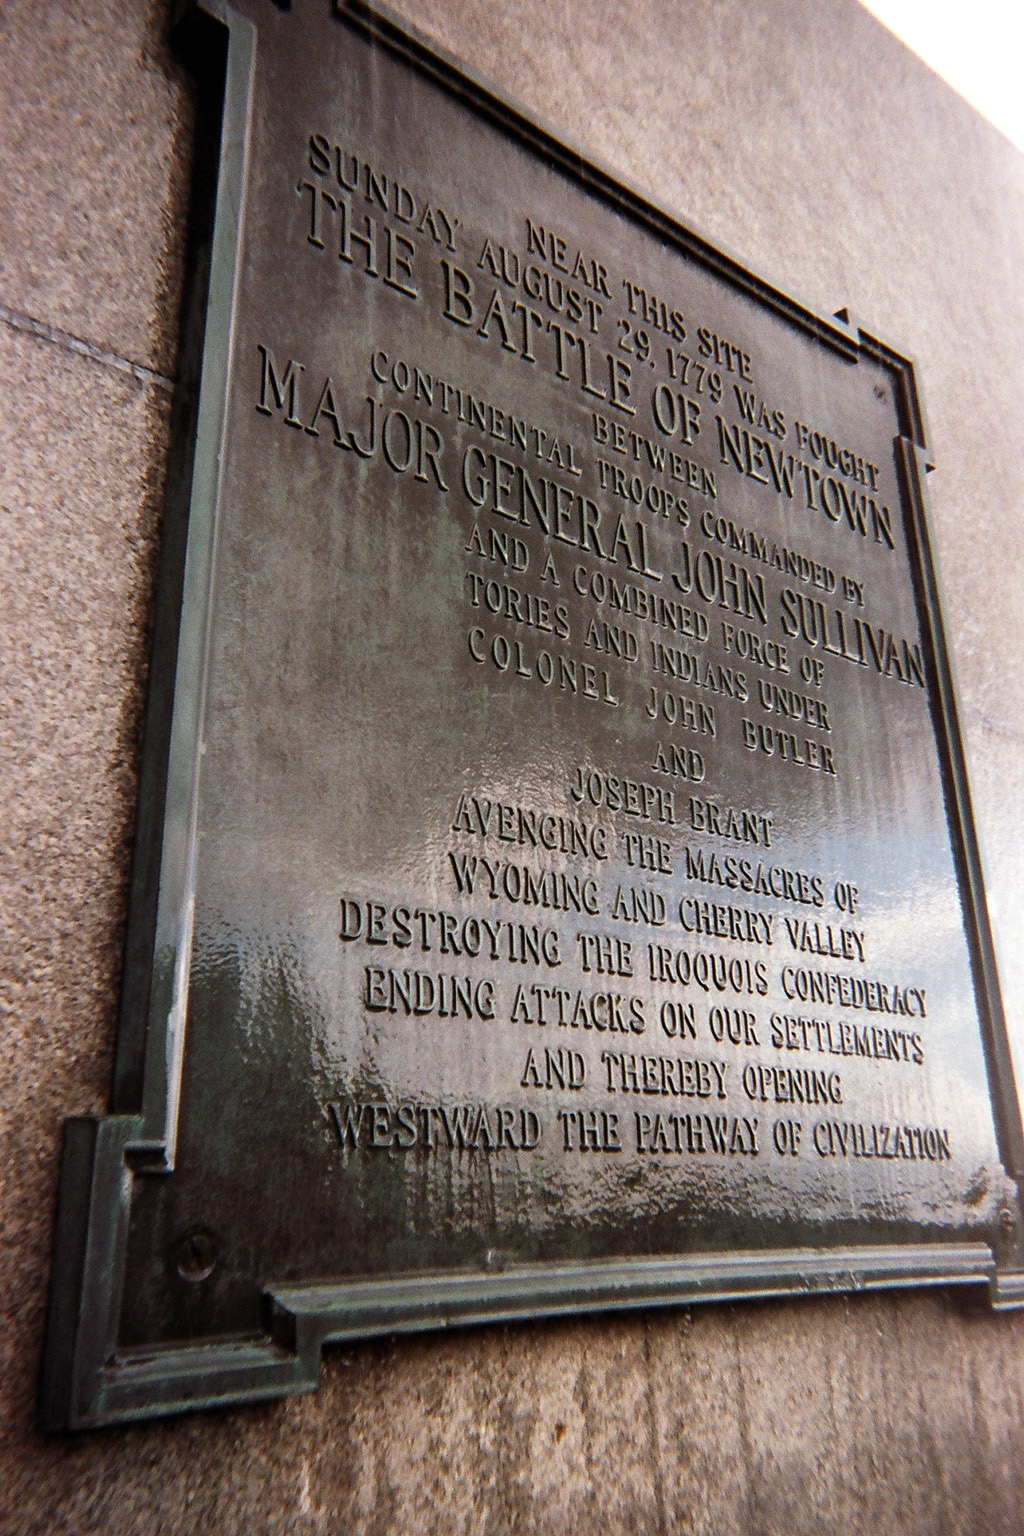 NEAR THIS SITE
SUNDAY AUGUST 29, 1779 WAS FOUGHT
THE BATTLE OF NEWTOWN
BETWEEN
CONTINENTAL TROOPS COMMANDED BY
MAJOR GENERAL JOHN SULLIVAN
AND A COMBINED FORCE OF
TORIES AND INDIANS UNDER
COLONEL JOHN BUTLER
AND
JOSEPH BRANT
AVENGING THE MASSACRES OF
WYOMING AND CHERRY VALLEY
DESTROYING THE IROQUOIS CONFEDERACY
ENDING ATTACKS ON OUR SETTLEMENTS
AND THEREBY OPENING
WESTWARD THE PATHWAY OF CIVILIZATION